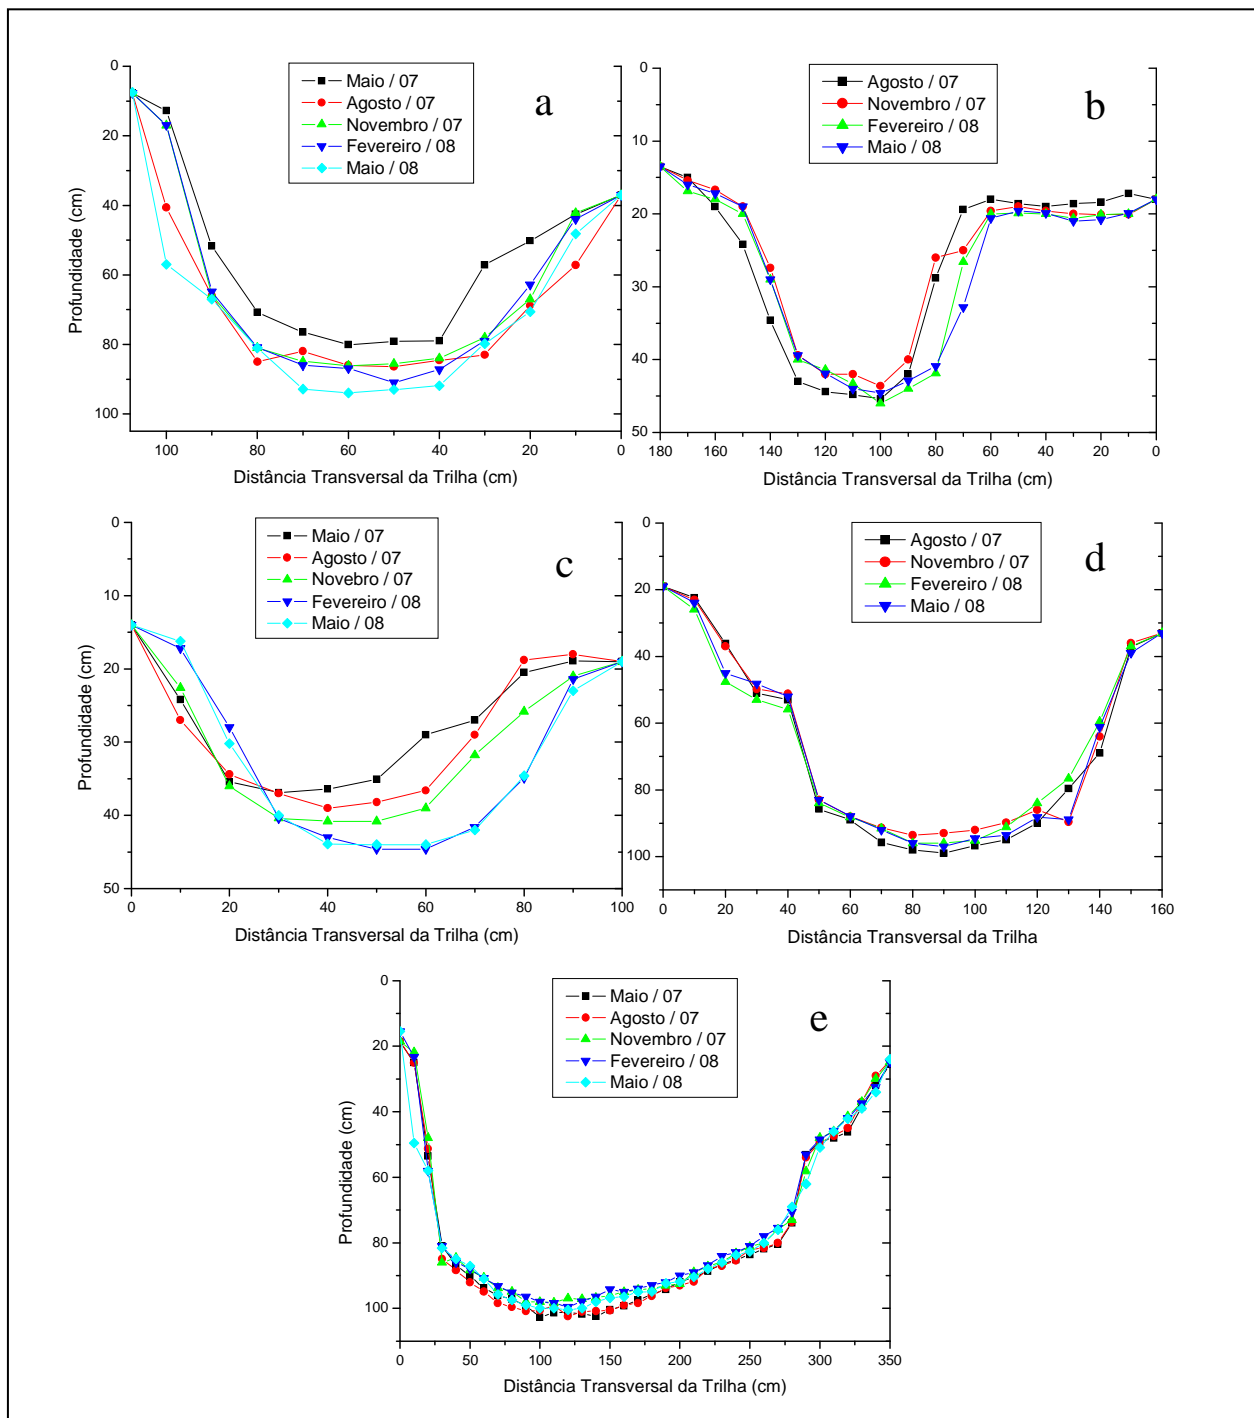 Maio / 07
Agosto / 07
Novembro / 07
Fevereiro / 08
Maio / 08
a
0
20
40
60
80
100
Profundidade (cm)
100 80 60 40 20 0
Distância Transversal da Trilha (cm)
Agosto / 07
Novembro / 07
Fevereiro / 08
Maio / 08
b
0
10
20
30
40
50
180 160 140 120 100 80 60 40 20 0
Distância Transversal da Trilha (cm)
Maio / 07
Agosto / 07
Novebro / 07
Fevereiro / 08
Maio / 08
c
0
10
20
30
40
50
Profundidade (cm)
0 20 40 60 80 100
Distância Transversal da Trilha (cm)
Agosto / 07
Novembro / 07
Fevereiro / 08
Maio / 08
d
0
20
40
60
80
100
0 20 40 60 80 100 120 140 160
Distância Transversal da Trilha
Maio / 07
Agosto / 07
Novembro / 07
Fevereiro / 08
Maio / 08
e
0
20
40
60
80
100
Profundidade (cm)
0 50 100 150 200 250 300 350
Distância Transversal da Trilha (cm)